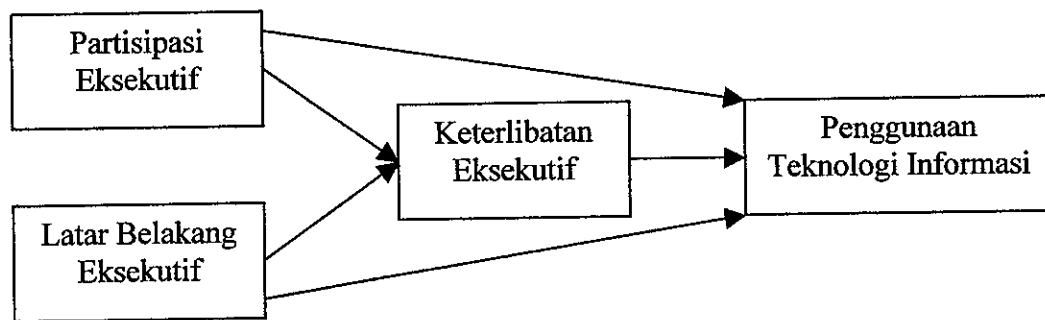 Partisipasi
Eksekutif
Keterlibatan
Eksekutif
Penggunaan
Teknologi Informasi
Latar Belakang
Eksekutif